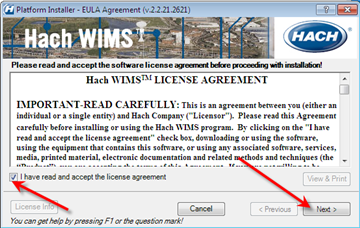 Platform Installer - EULA Agreement (v.2.2.21.2621)
Hach WIMS™
HACH
Please read and accept the software license agreement before proceeding with installation!
Hach WIMS™ LICENSE AGREEMENT
IMPORTANT-READ CAREFULLY: This is an agreement between you (either an
individual or a single entity) and Hach Company ("Licensor"). Please read this Agreement
carefully before installing or using the Hach WIMS program. By clicking on the "I have
read and accept the license agreement" check box, downloading or using the software,
using the equipment that contains this software, or using any associated software, services,
media, printed material, electronic documentation and related methods and techniques (the
I have read and accept the license agreement
View & Print
License Info
Cancel
< Previous
Next >
You can get help by pressing F1 or the question mark!